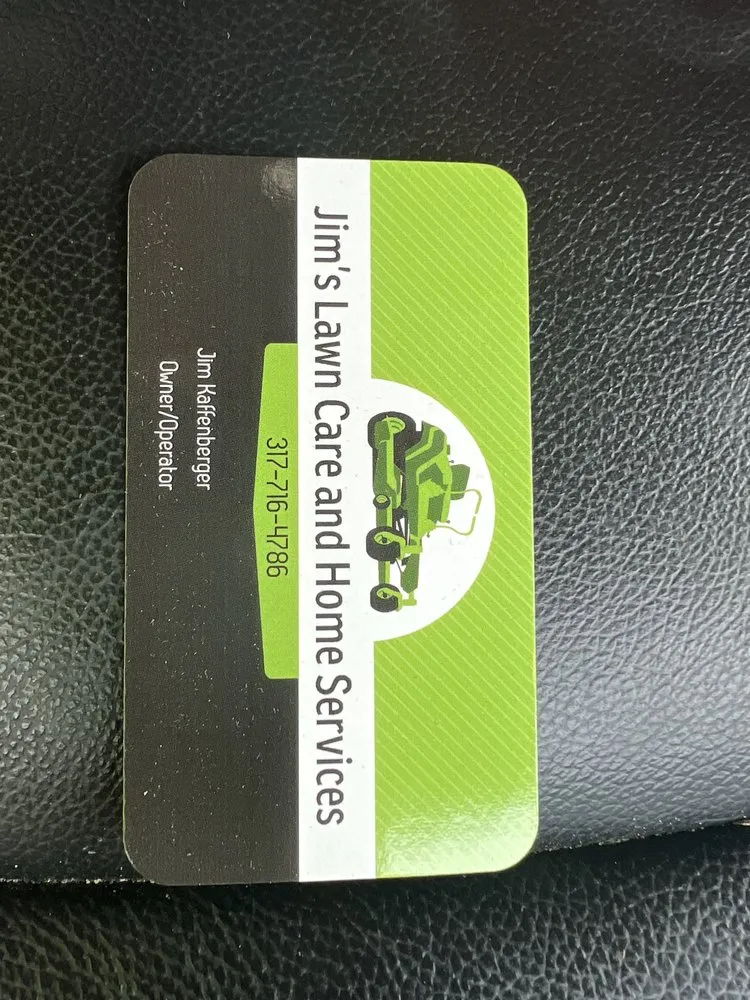 Jim's Lawn Care and Home Services
317-716-4786
Jim Kaffenberger
Owner/Operator